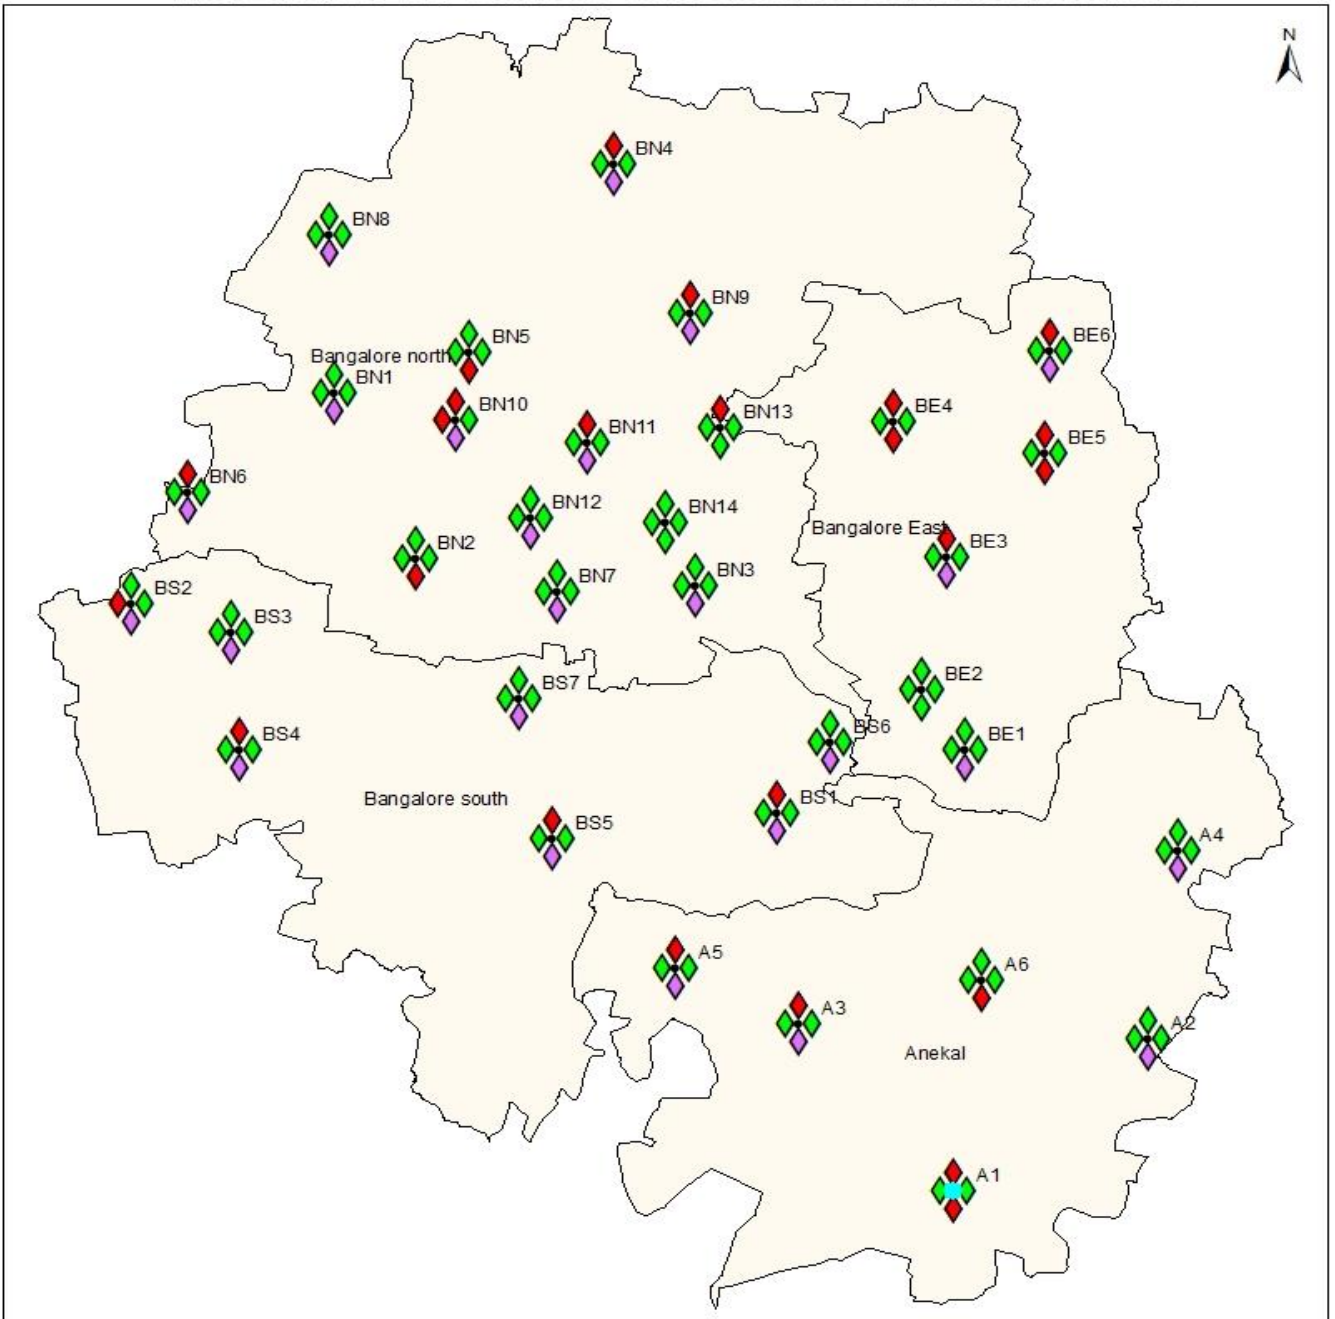 N
BN4
BN8
BN9
BN5
BE6
Bangalore north
BN1
BN10
BN13
BN11
BE4
BE5
BN6
BN12
BN14
Bangalore East
BN2
BE3
BN7
BN3
BS2
BS3
BS7
BE2
BS4
BS6
BE1
Bangalore south
BS1
BS5
A4
A5
A6
A3
A2
Anekal
A1